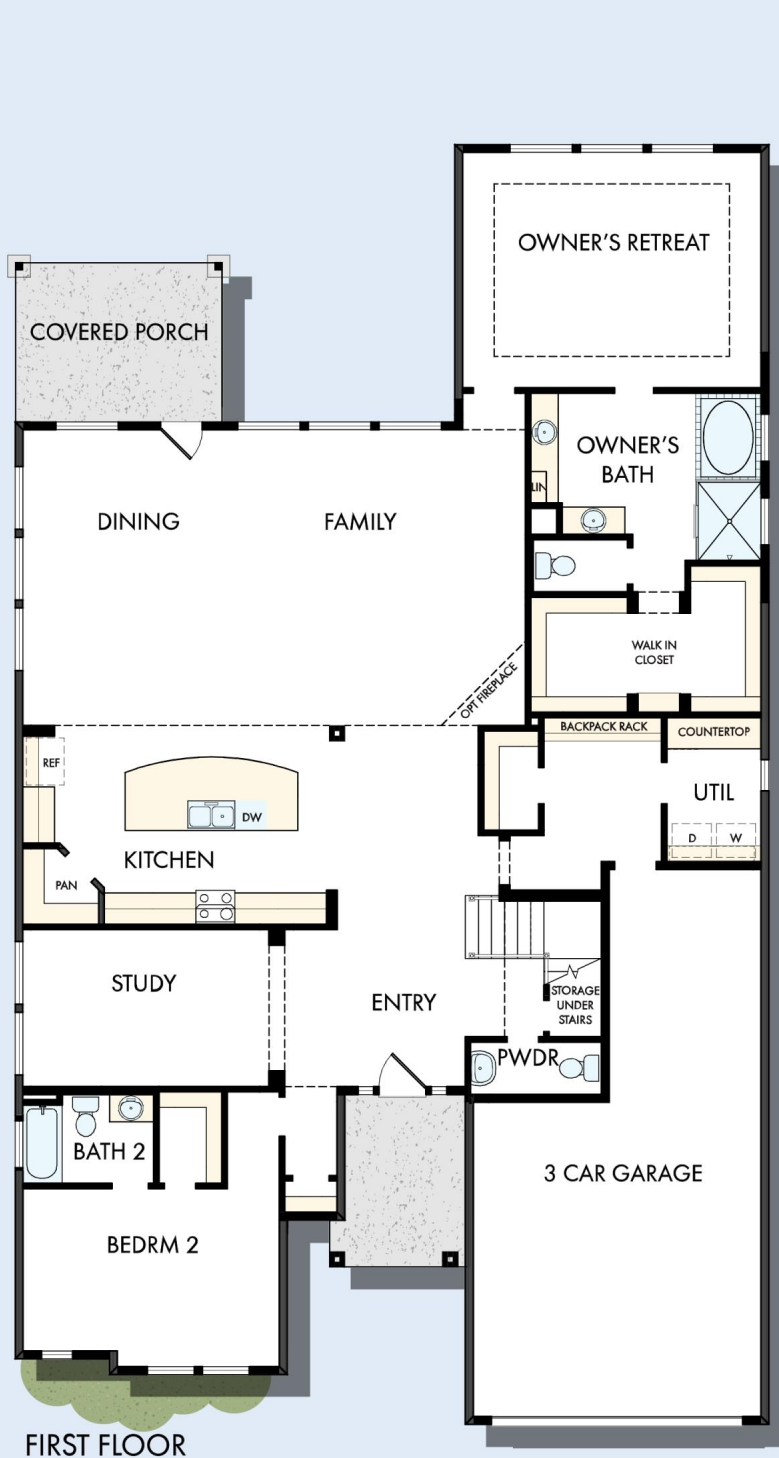 OWNER'S RETREAT
COVERED PORCH
OWNER'S
BATH
LIN
DINING
FAMILY
WALK IN
CLOSET
OPT FIREPLACE
BACKPACK RACK
COUNTERTOP
REF
UTIL
DW
D
W
KITCHEN
PAN
STUDY
ENTRY
STORAGE
UNDER
STAIRS
PWDR
BATH 2
3 CAR GARAGE
BEDRM 2
FIRST FLOOR